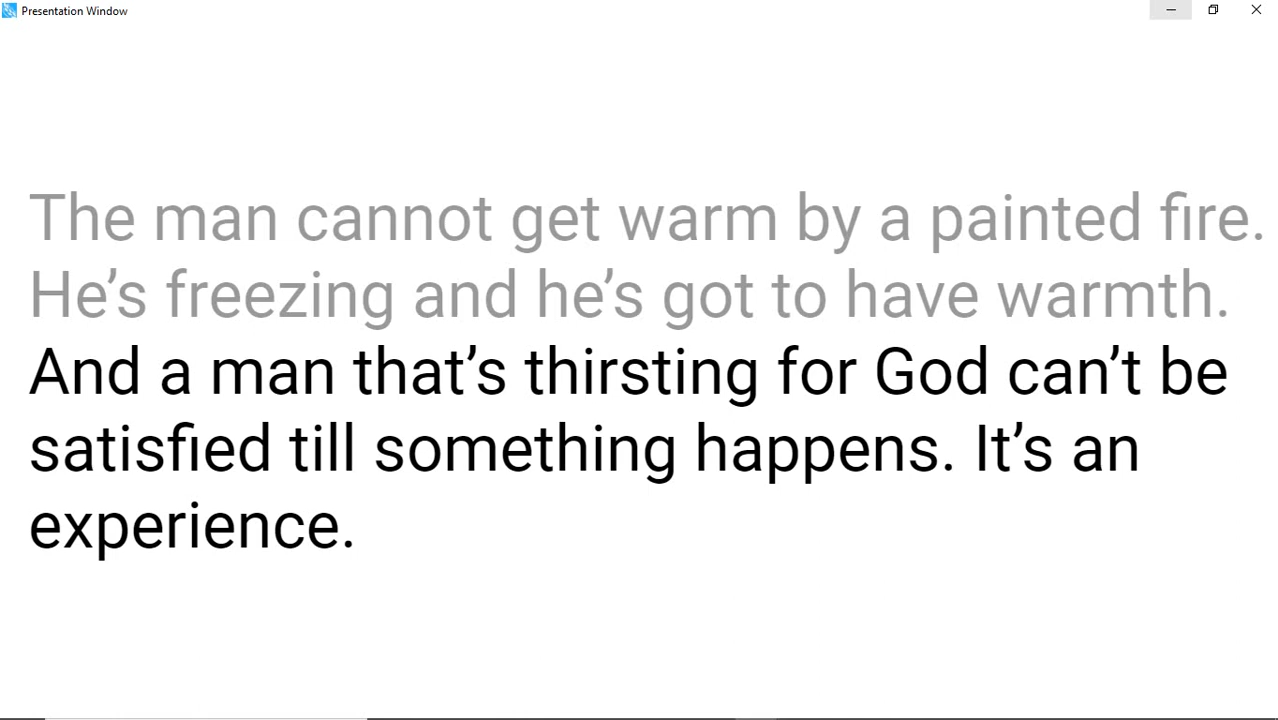 Presentation Window
The man cannot get warm by a painted fire.
He’s freezing and he’s got to have warmth.
And a man that’s thirsting for God can’t be
satisfied till something happens. It’s an
experience.